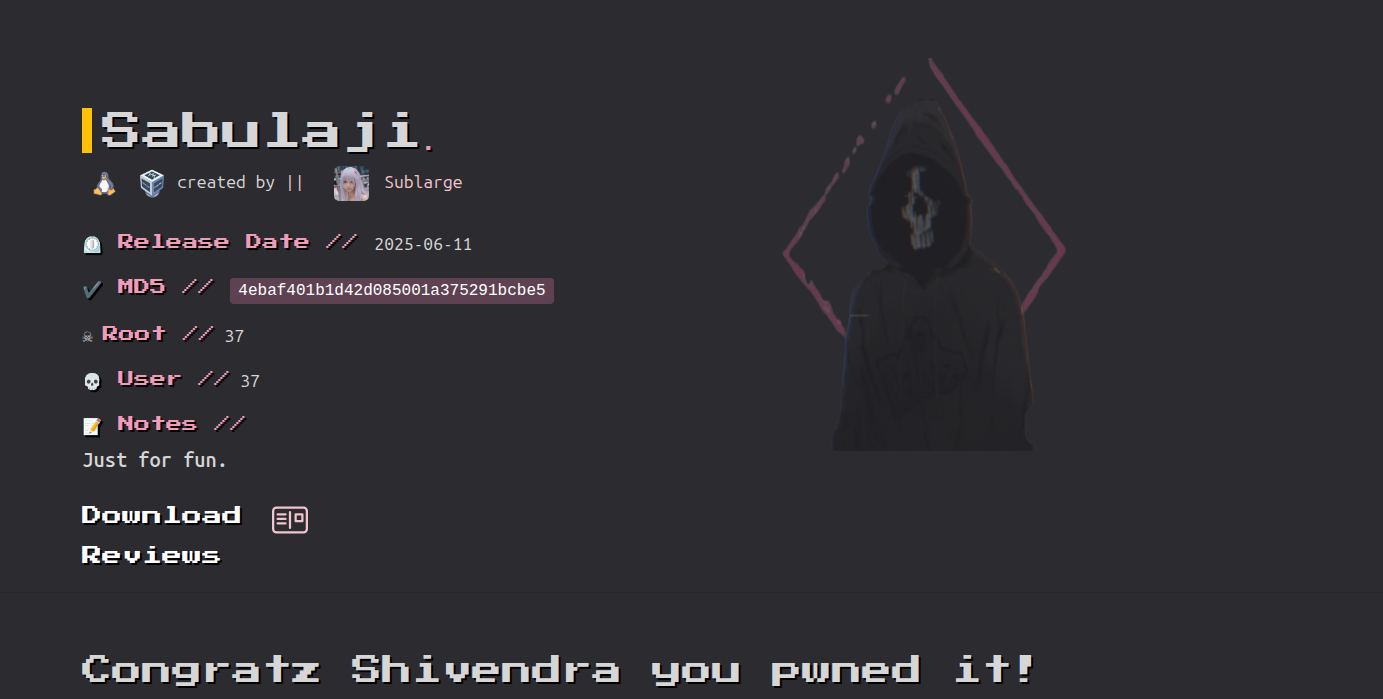 Sabulaji.
created by || Sublarge
Release Date // 2025-06-11
MD5 // 4ebaf401b1d42d085001a375291bcbe5
Root // 37
User // 37
Notes //
Just for fun.
Download
Reviews
Congratz Shivendra you pwned it!